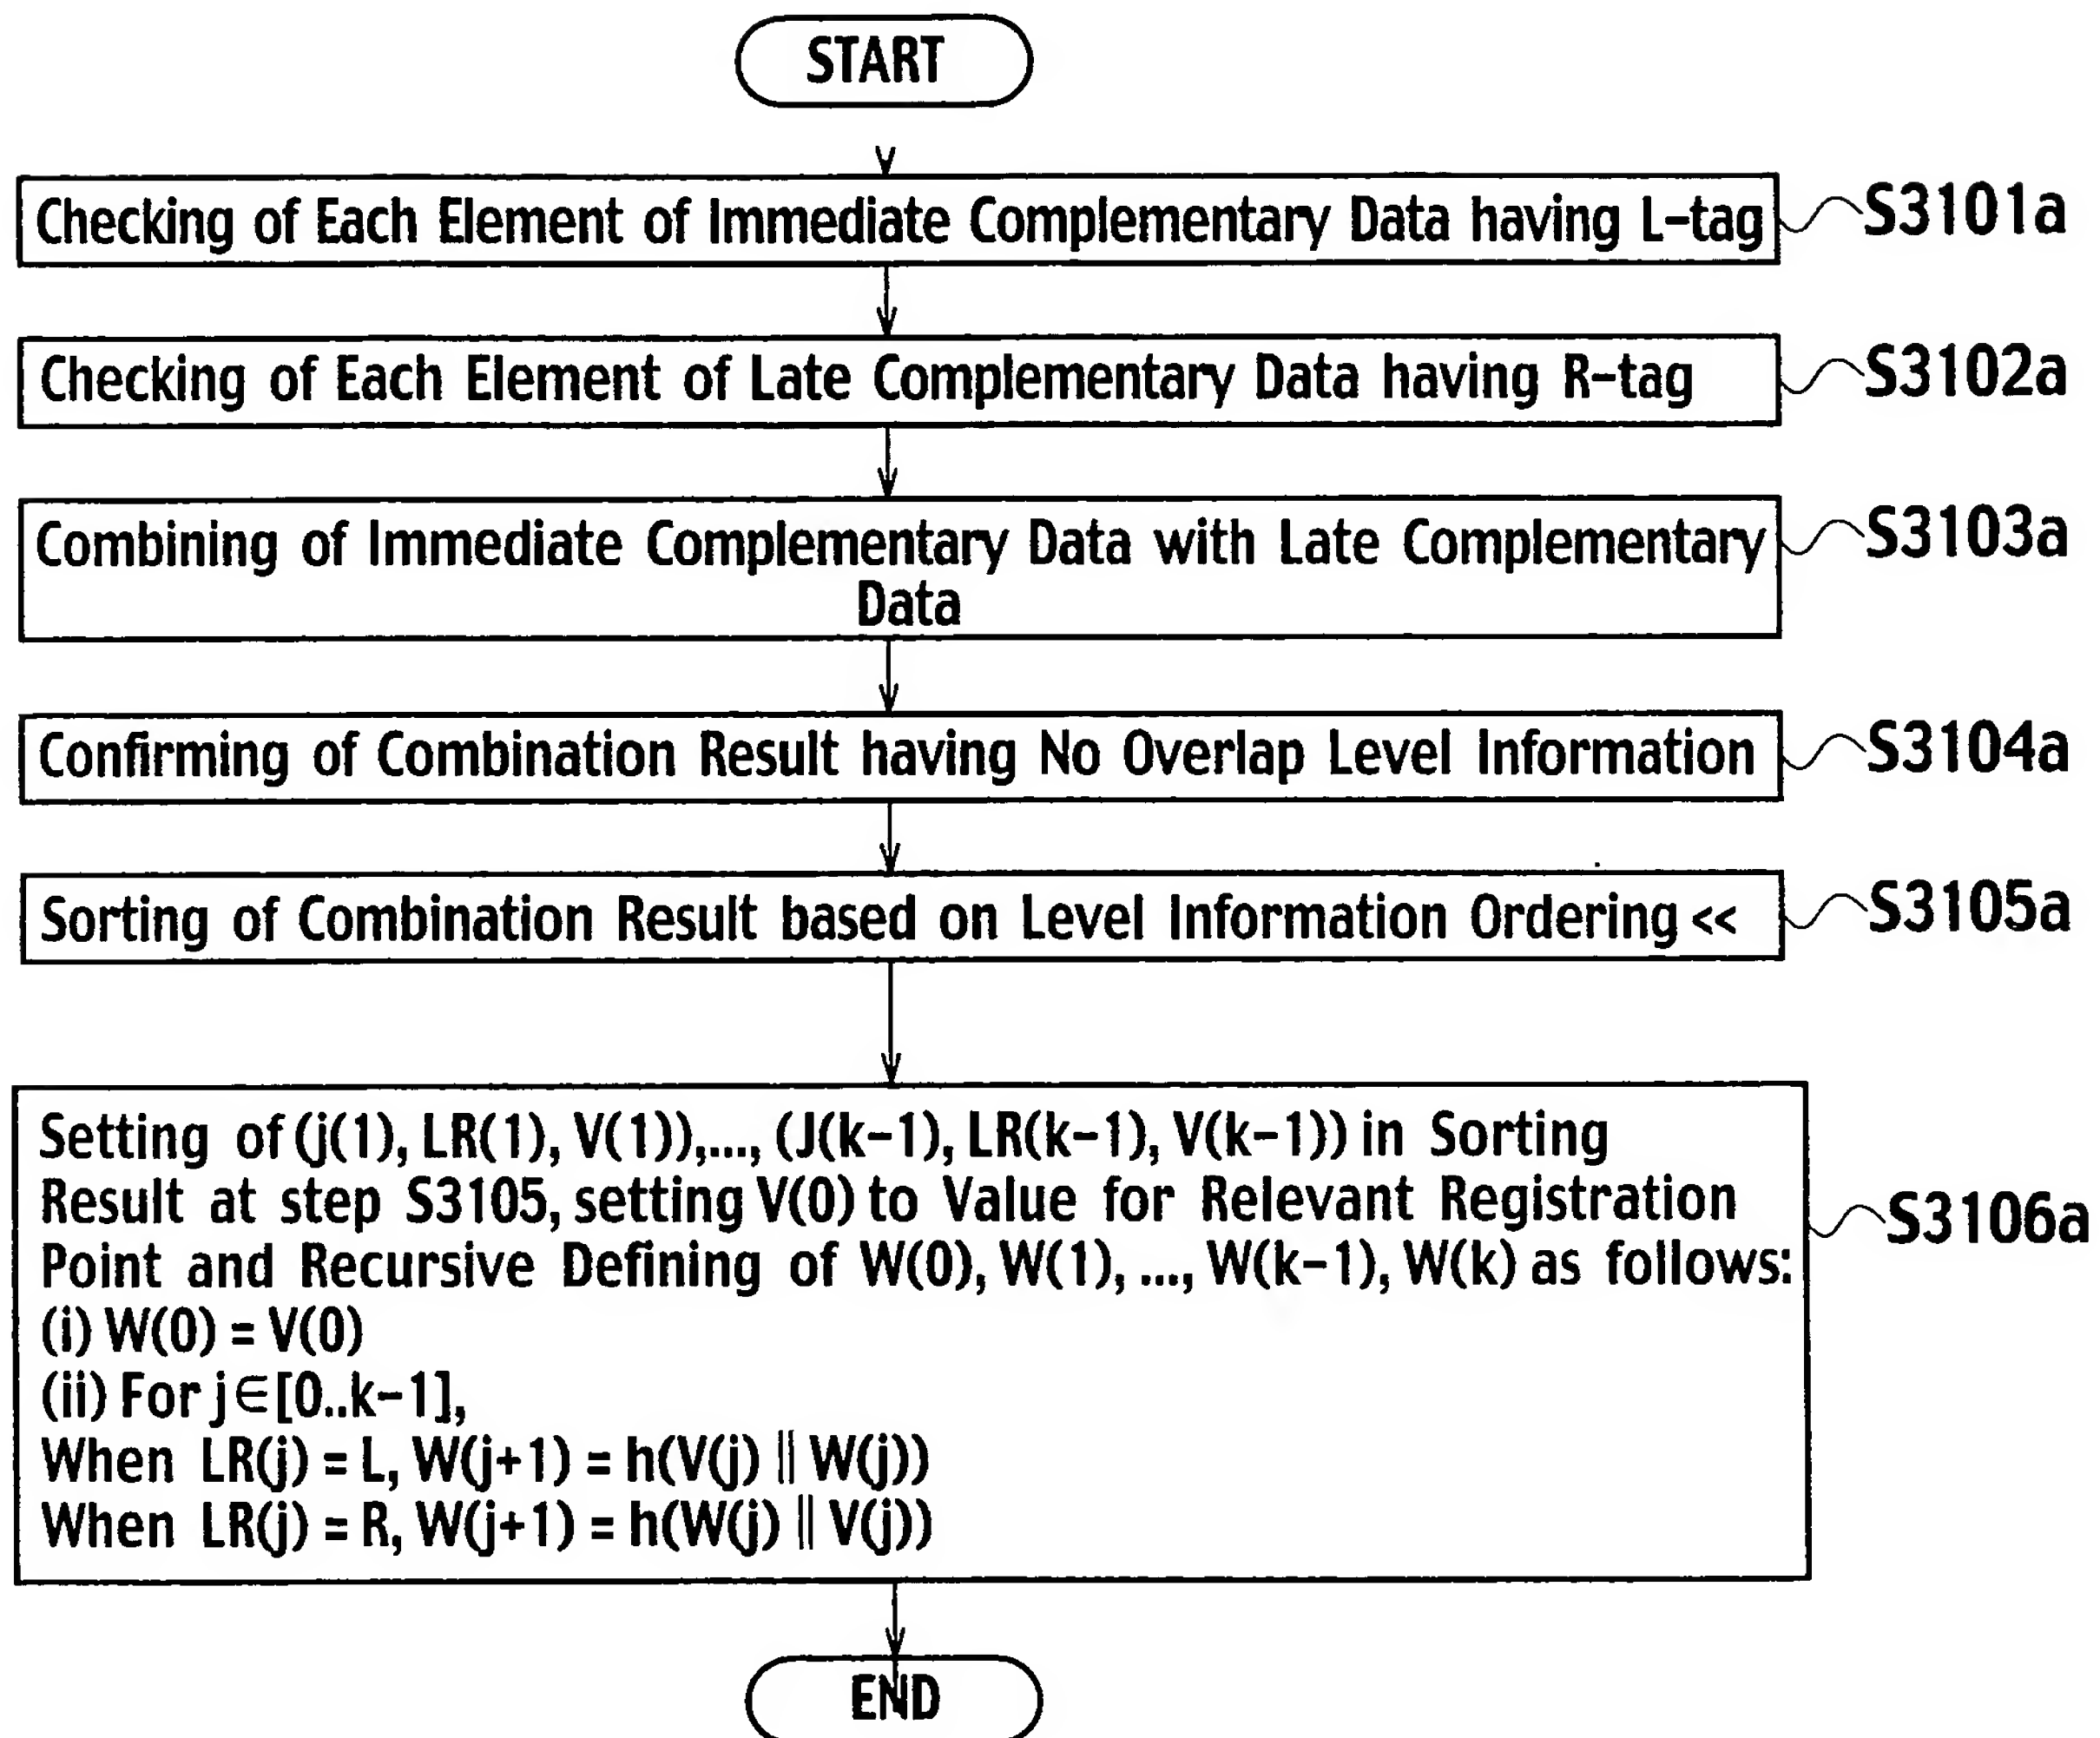 START
Checking of Each Element of Immediate Complementary Data having L-tag
S3101a
Checking of Each Element of Late Complementary Data having R-tag
S3102a
Combining of Immediate Complementary Data with Late Complementary
Data
S3103a
Confirming of Combination Result having No Overlap Level Information
S3104a
Sorting of Combination Result based on Level Information Ordering <<
S3105a
Setting of (j(1), LR(1), V(1)),..., (J(k-1), LR(k-1), V(k-1)) in Sorting
Result at step S3105, setting V(0) to Value for Relevant Registration
Point and Recursive Defining of W(0), W(1), ..., W(k-1), W(k) as follows:
(i) W(0) = V(0)
(ii) For j∈[0..k-1],
When LR(j) = L, W(j+1) = h(V(j) || W(j))
When LR(j) = R, W(j+1) = h(W(j) || V(j))
S3106a
END